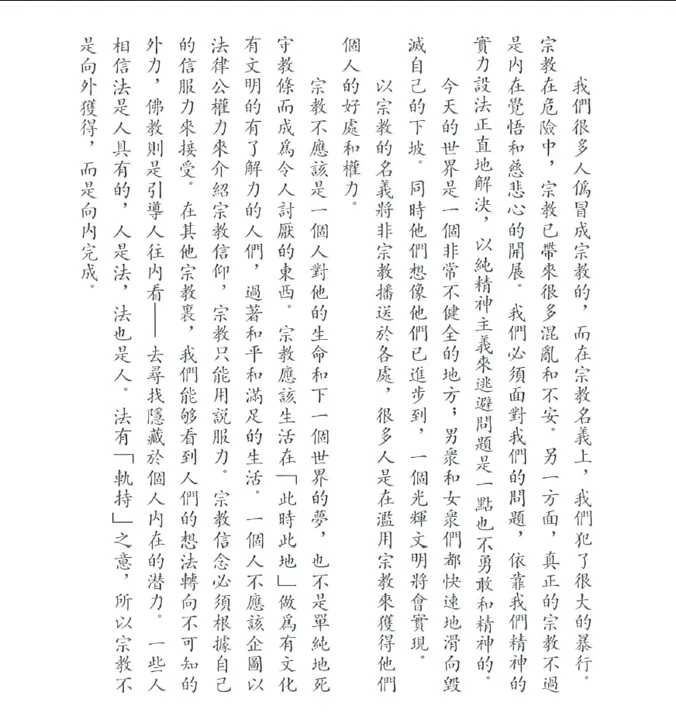 我們很多人僞冒成宗教的，而在宗教名義上，我們犯了很大的暴行。
宗教在危險中，宗教已帶來很多混亂和不安。另一方面，真正的宗教不過
是内在覺悟和慈悲心的開展。我們必須面對我們的問題，依靠我們精神的
實力設法正直地解決，以純精神主義來逃避問題是一點也不勇敢和精神的。
今天的世界是一個非常不健全的地方；男衆和女衆們都快速地滑向毀
滅自己的下坡。同時他們想像他們已進步到，一個光輝文明將會實現。
以宗教的名義將非宗教播送於各處，很多人是在濫用宗教來獲得他們
個人的好處和權力。
宗教不應該是一個人對他的生命和下一個世界的夢，也不是單純地死
守教條而成爲令人討厭的東西。宗教應該生活在「此時此地」做爲有文化
有文明的有了解力的人們，過著和平和滿足的生活。一個人不應該企圖以
法律公權力來介紹宗教信仰，宗教只能用説服力。宗教信念必須根據自己
的信服力來接受。在其他宗教裏，我們能够看到人們的想法轉向不可知的
外力，佛教則是引導人往内看——去尋找隱藏於個人内在的潜力。一些人
相信法是人具有的，人是法，法也是人。法有「軌持」之意，所以宗教不
是向外獲得，而是向内完成。